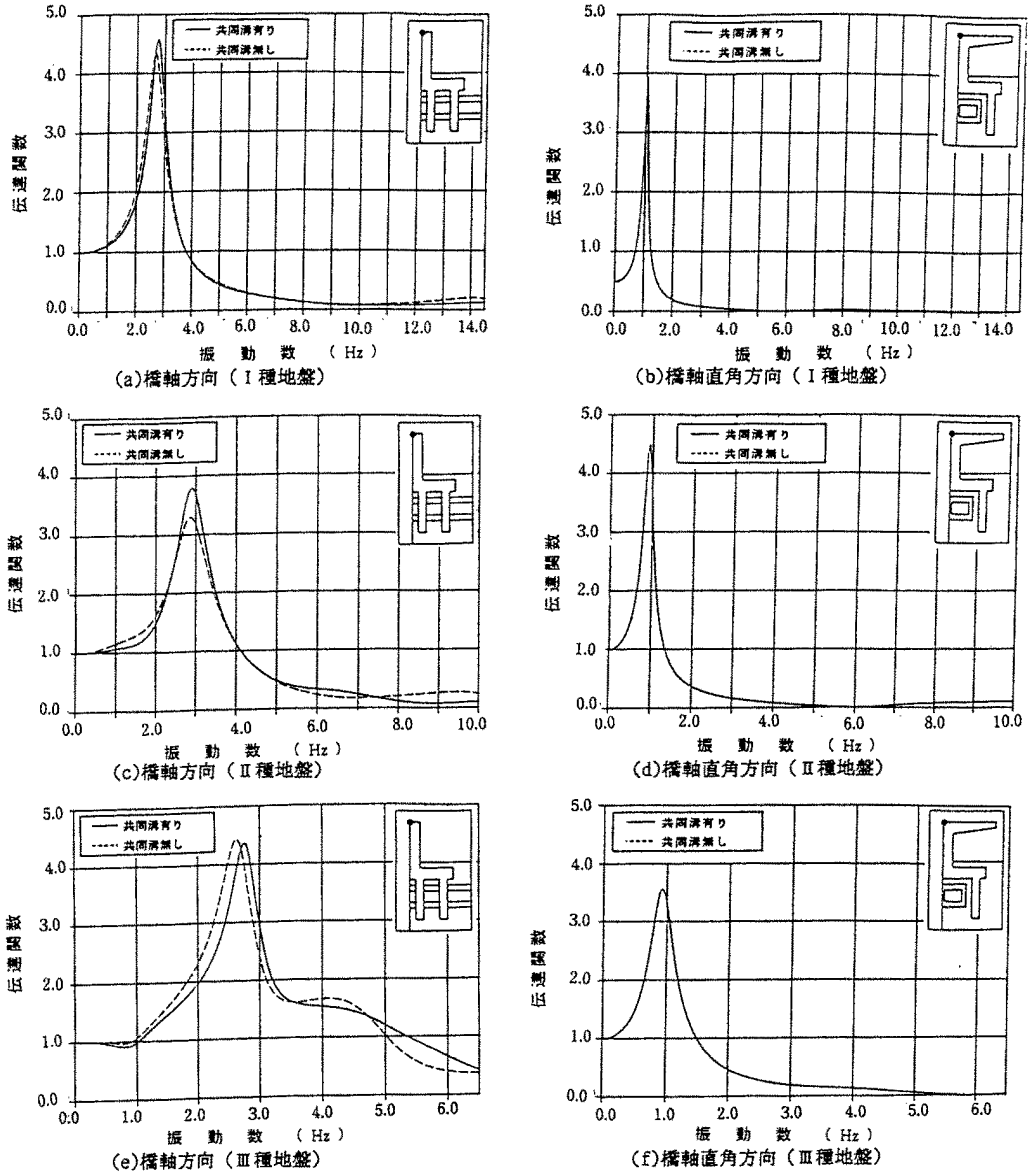 5.0
4.0
3.0
2.0
1.0
0.0
伝達関数
共同溝有り
共同溝無し
0.0 2.0 4.0 6.0 8.0 10.0 12.0 14.0
振動数 (Hz)
(a)橋軸方向(Ⅰ種地盤)
5.0
4.0
3.0
2.0
1.0
0.0
伝達関数
共同溝有り
共同溝無し
0.0 2.0 4.0 6.0 8.0 10.0 12.0 14.0
振動数 (Hz)
(b)橋軸直角方向(Ⅰ種地盤)
5.0
4.0
3.0
2.0
1.0
0.0
伝達関数
共同溝有り
共同溝無し
0.0 2.0 4.0 6.0 8.0 10.0
振動数 (Hz)
(c)橋軸方向(Ⅱ種地盤)
5.0
4.0
3.0
2.0
1.0
0.0
伝達関数
共同溝有り
共同溝無し
0.0 2.0 4.0 6.0 8.0 10.0
振動数 (Hz)
(d)橋軸直角方向(Ⅱ種地盤)
5.0
4.0
3.0
2.0
1.0
0.0
伝達関数
共同溝有り
共同溝無し
0.0 1.0 2.0 3.0 4.0 5.0 6.0
振動数 (Hz)
(e)橋軸方向(Ⅲ種地盤)
5.0
4.0
3.0
2.0
1.0
0.0
伝達関数
共同溝有り
共同溝無し
0.0 1.0 2.0 3.0 4.0 5.0 6.0
振動数 (Hz)
(f)橋軸直角方向(Ⅲ種地盤)